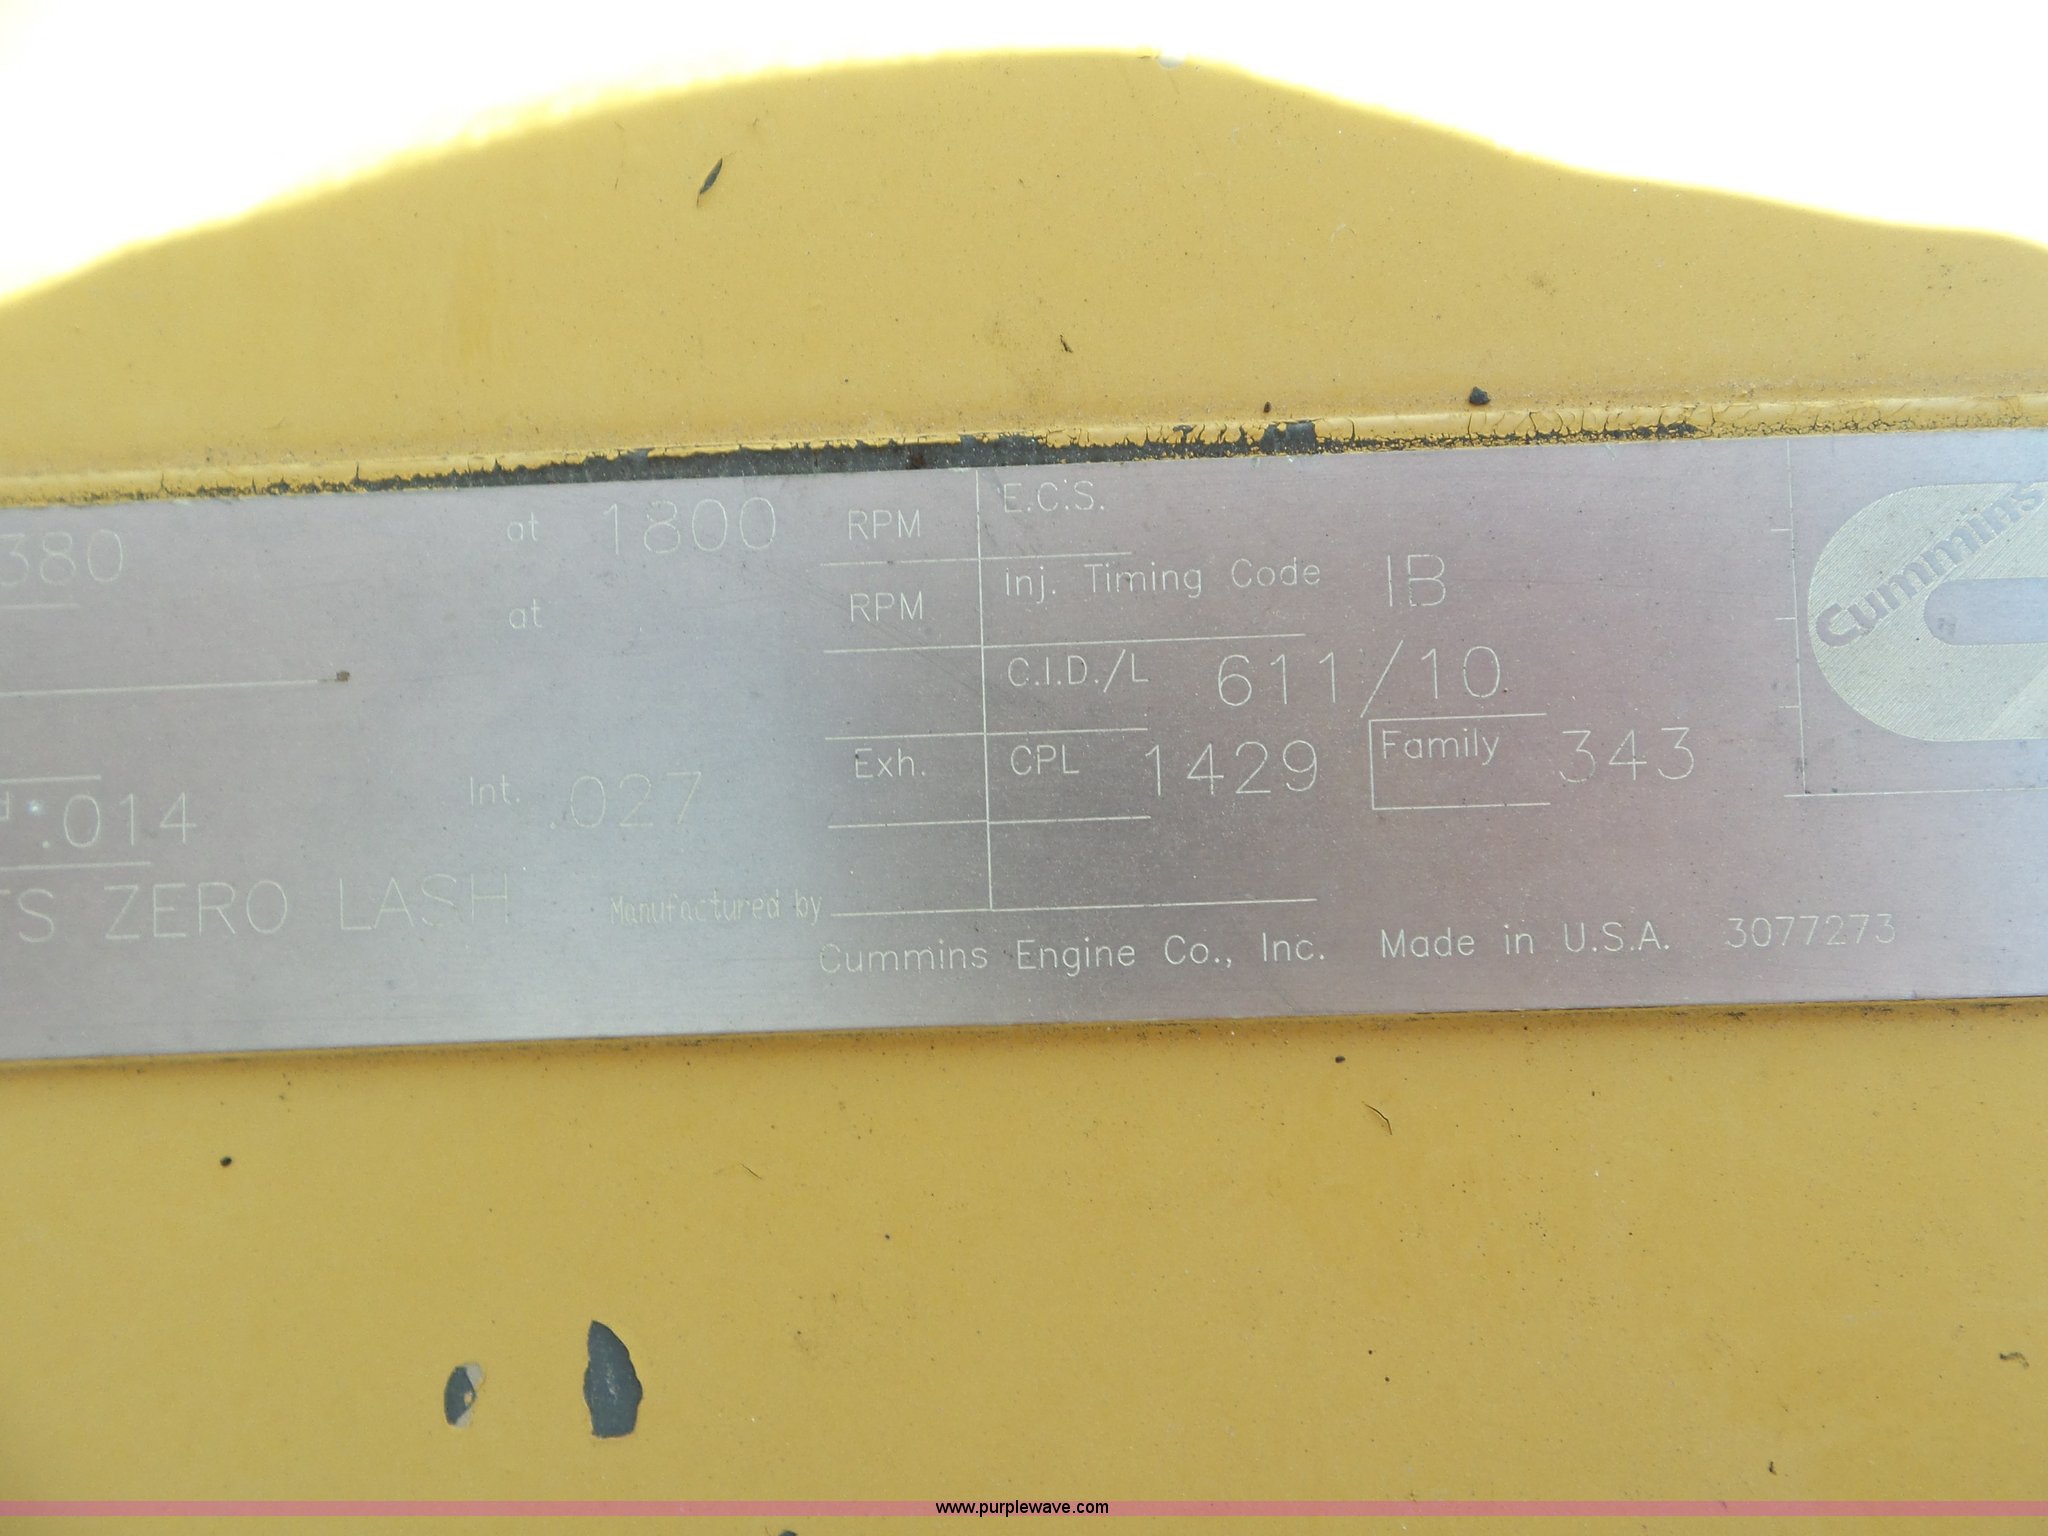 380 at 1800 RPM E.C.S.
at RPM Inj. Timing Code IB
C.I.D./L 611/10
.014 Int. .027 Exh. CPL 1429 Family 343
TS ZERO LASH Manufactured by
Cummins Engine Co., Inc. Made in U.S.A. 3077273
Cummins
www.purplewave.com